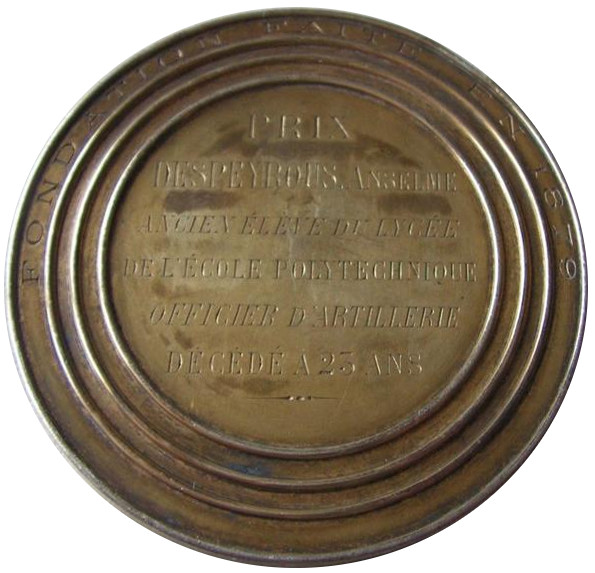 FONDATION FAITE EN 1879
PRIX
DESPEYROUS, ANSELME
ANCIEN ÉLÈVE DU LYCÉE
DE L'ÉCOLE POLYTECHNIQUE
OFFICIER D'ARTILLERIE
DÉCÉDÉ A 23 ANS